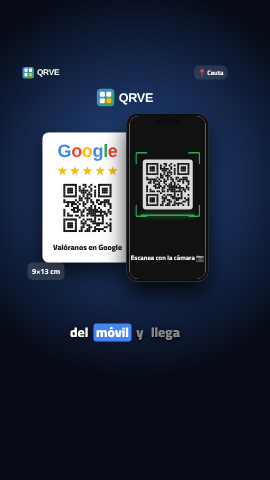 QRVE
📍 Ceuta
QRVE
Google
★★★★★
Valóranos en Google
Escanea con la cámara 📷
9×13 cm
del móvil y llega